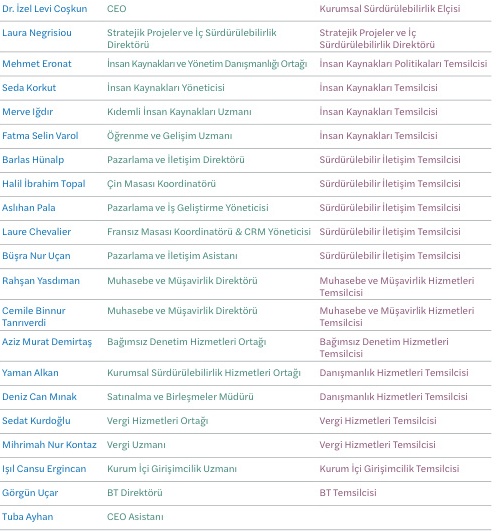 Dr. İzel Levi Coşkun CEO Kurumsal Sürdürülebilirlik Elçisi
Laura Negrisiou Stratejik Projeler ve İç Sürdürülebilirlik Stratejik Projeler ve İç
Direktörü Sürdürülebilirlik Direktörü
Mehmet Eronat İnsan Kaynakları ve Yönetim Danışmanlığı Ortağı İnsan Kaynakları Politikaları Temsilcisi
Seda Korkut İnsan Kaynakları Yöneticisi İnsan Kaynakları Temsilcisi
Merve Iğdır Kıdemli İnsan Kaynakları Uzmanı İnsan Kaynakları Temsilcisi
Fatma Selin Varol Öğrenme ve Gelişim Uzmanı İnsan Kaynakları Temsilcisi
Barlas Hünalp Pazarlama ve İletişim Direktörü Sürdürülebilir İletişim Temsilcisi
Halil İbrahim Topal Çin Masası Koordinatörü Sürdürülebilir İletişim Temsilcisi
Aslıhan Pala Pazarlama ve İş Geliştirme Yöneticisi Sürdürülebilir İletişim Temsilcisi
Laure Chevalier Fransız Masası Koordinatörü & CRM Yöneticisi Sürdürülebilir İletişim Temsilcisi
Büşra Nur Uçan Pazarlama ve İletişim Asistanı Sürdürülebilir İletişim Temsilcisi
Rahşan Yasdıman Muhasebe ve Müşavirlik Direktörü Muhasebe ve Müşavirlik Hizmetleri
Temsilcisi
Cemile Binnur Muhasebe ve Müşavirlik Direktörü Muhasebe ve Müşavirlik Hizmetleri
Tanrıverdi Temsilcisi
Aziz Murat Demirtaş Bağımsız Denetim Hizmetleri Ortağı Bağımsız Denetim Hizmetleri
Temsilcisi
Yaman Alkan Kurumsal Sürdürülebilirlik Hizmetleri Ortağı Danışmanlık Hizmetleri Temsilcisi
Deniz Can Mınak Satınalma ve Birleşmeler Müdürü Danışmanlık Hizmetleri Temsilcisi
Sedat Kurdoğlu Vergi Hizmetleri Ortağı Vergi Hizmetleri Temsilcisi
Mihrimah Nur Kontaz Vergi Uzmanı Vergi Hizmetleri Temsilcisi
Işıl Cansu Ergincan Kurum İçi Girişimcilik Uzmanı Kurum İçi Girişimcilik Temsilcisi
Görgün Uçar BT Direktörü BT Temsilcisi
Tuba Ayhan CEO Asistanı